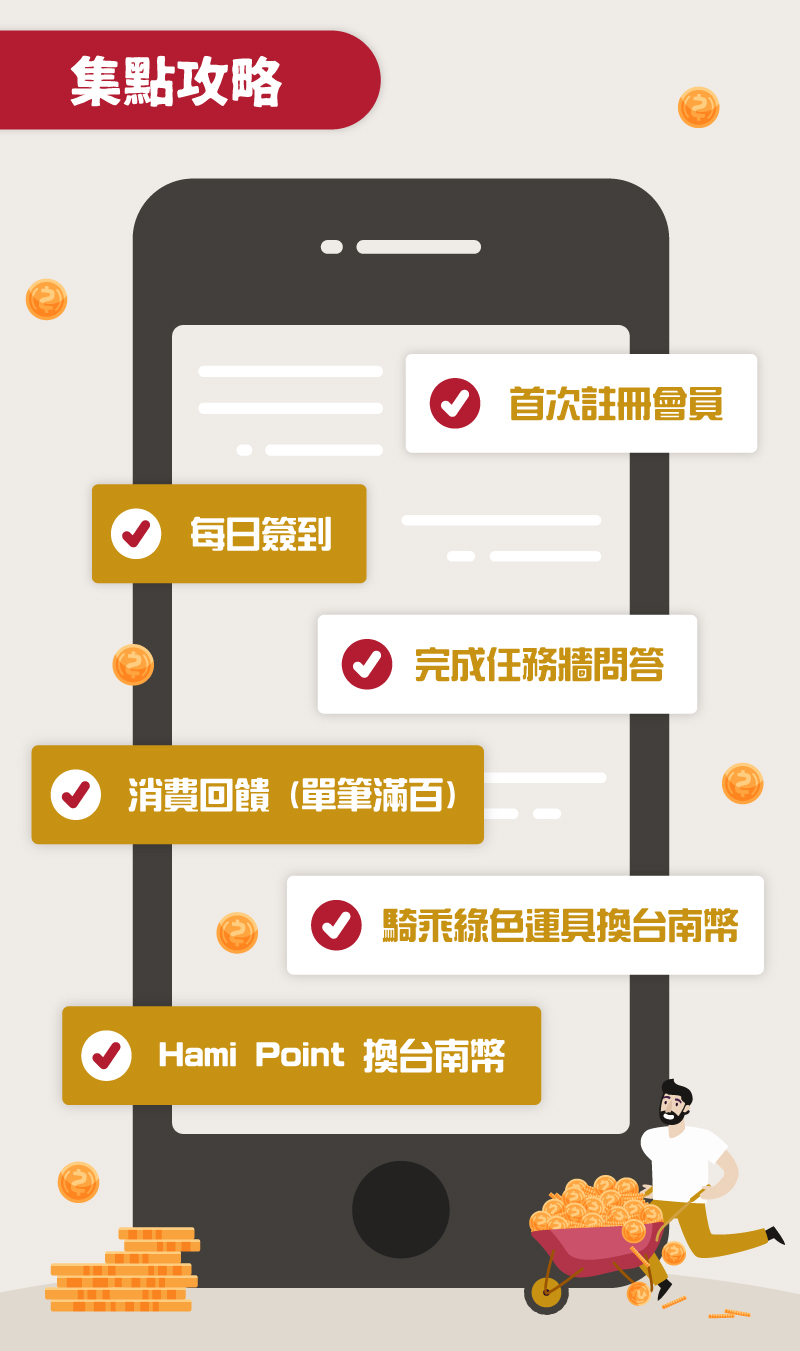 集點攻略
首次註冊會員
每日簽到
完成任務牆問答
消費回饋（單筆滿百）
騎乘綠色運具換台南幣
Hami Point 換台南幣